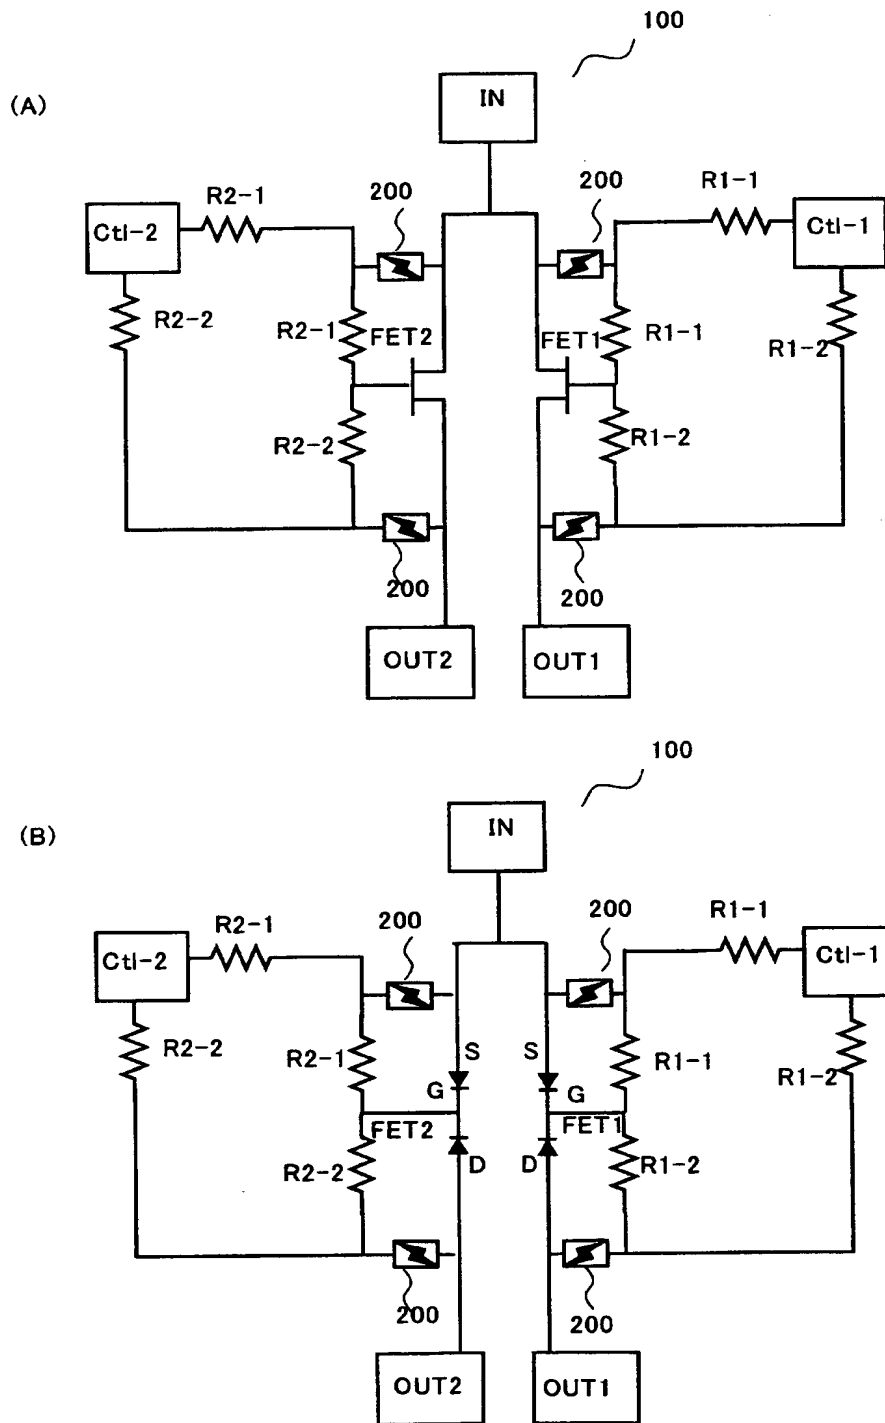 100
(A)
IN
R2-1
200
200
R1-1
Ctl-2
Ctl-1
R2-2
R2-1
FET2
FET1
R1-1
R1-2
R2-2
R1-2
200
200
OUT2
OUT1
100
(B)
IN
R2-1
200
200
R1-1
Ctl-2
Ctl-1
R2-2
R2-1
S
S
R1-1
R1-2
G
G
FET2
FET1
R2-2
D
D
R1-2
200
200
OUT2
OUT1